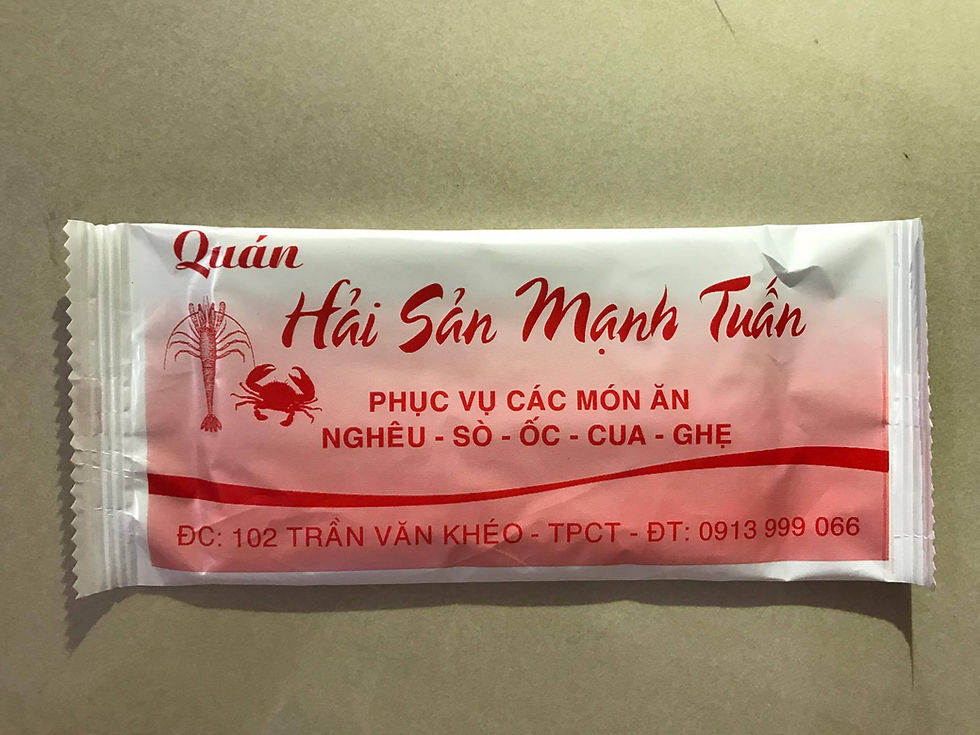 Quán
Hải Sản Mạnh Tuấn
PHỤC VỤ CÁC MÓN ĂN
NGHÊU - SÒ - ỐC - CUA - GHẸ
ĐC: 102 TRẦN VĂN KHÉO - TPCT - ĐT: 0913 999 066